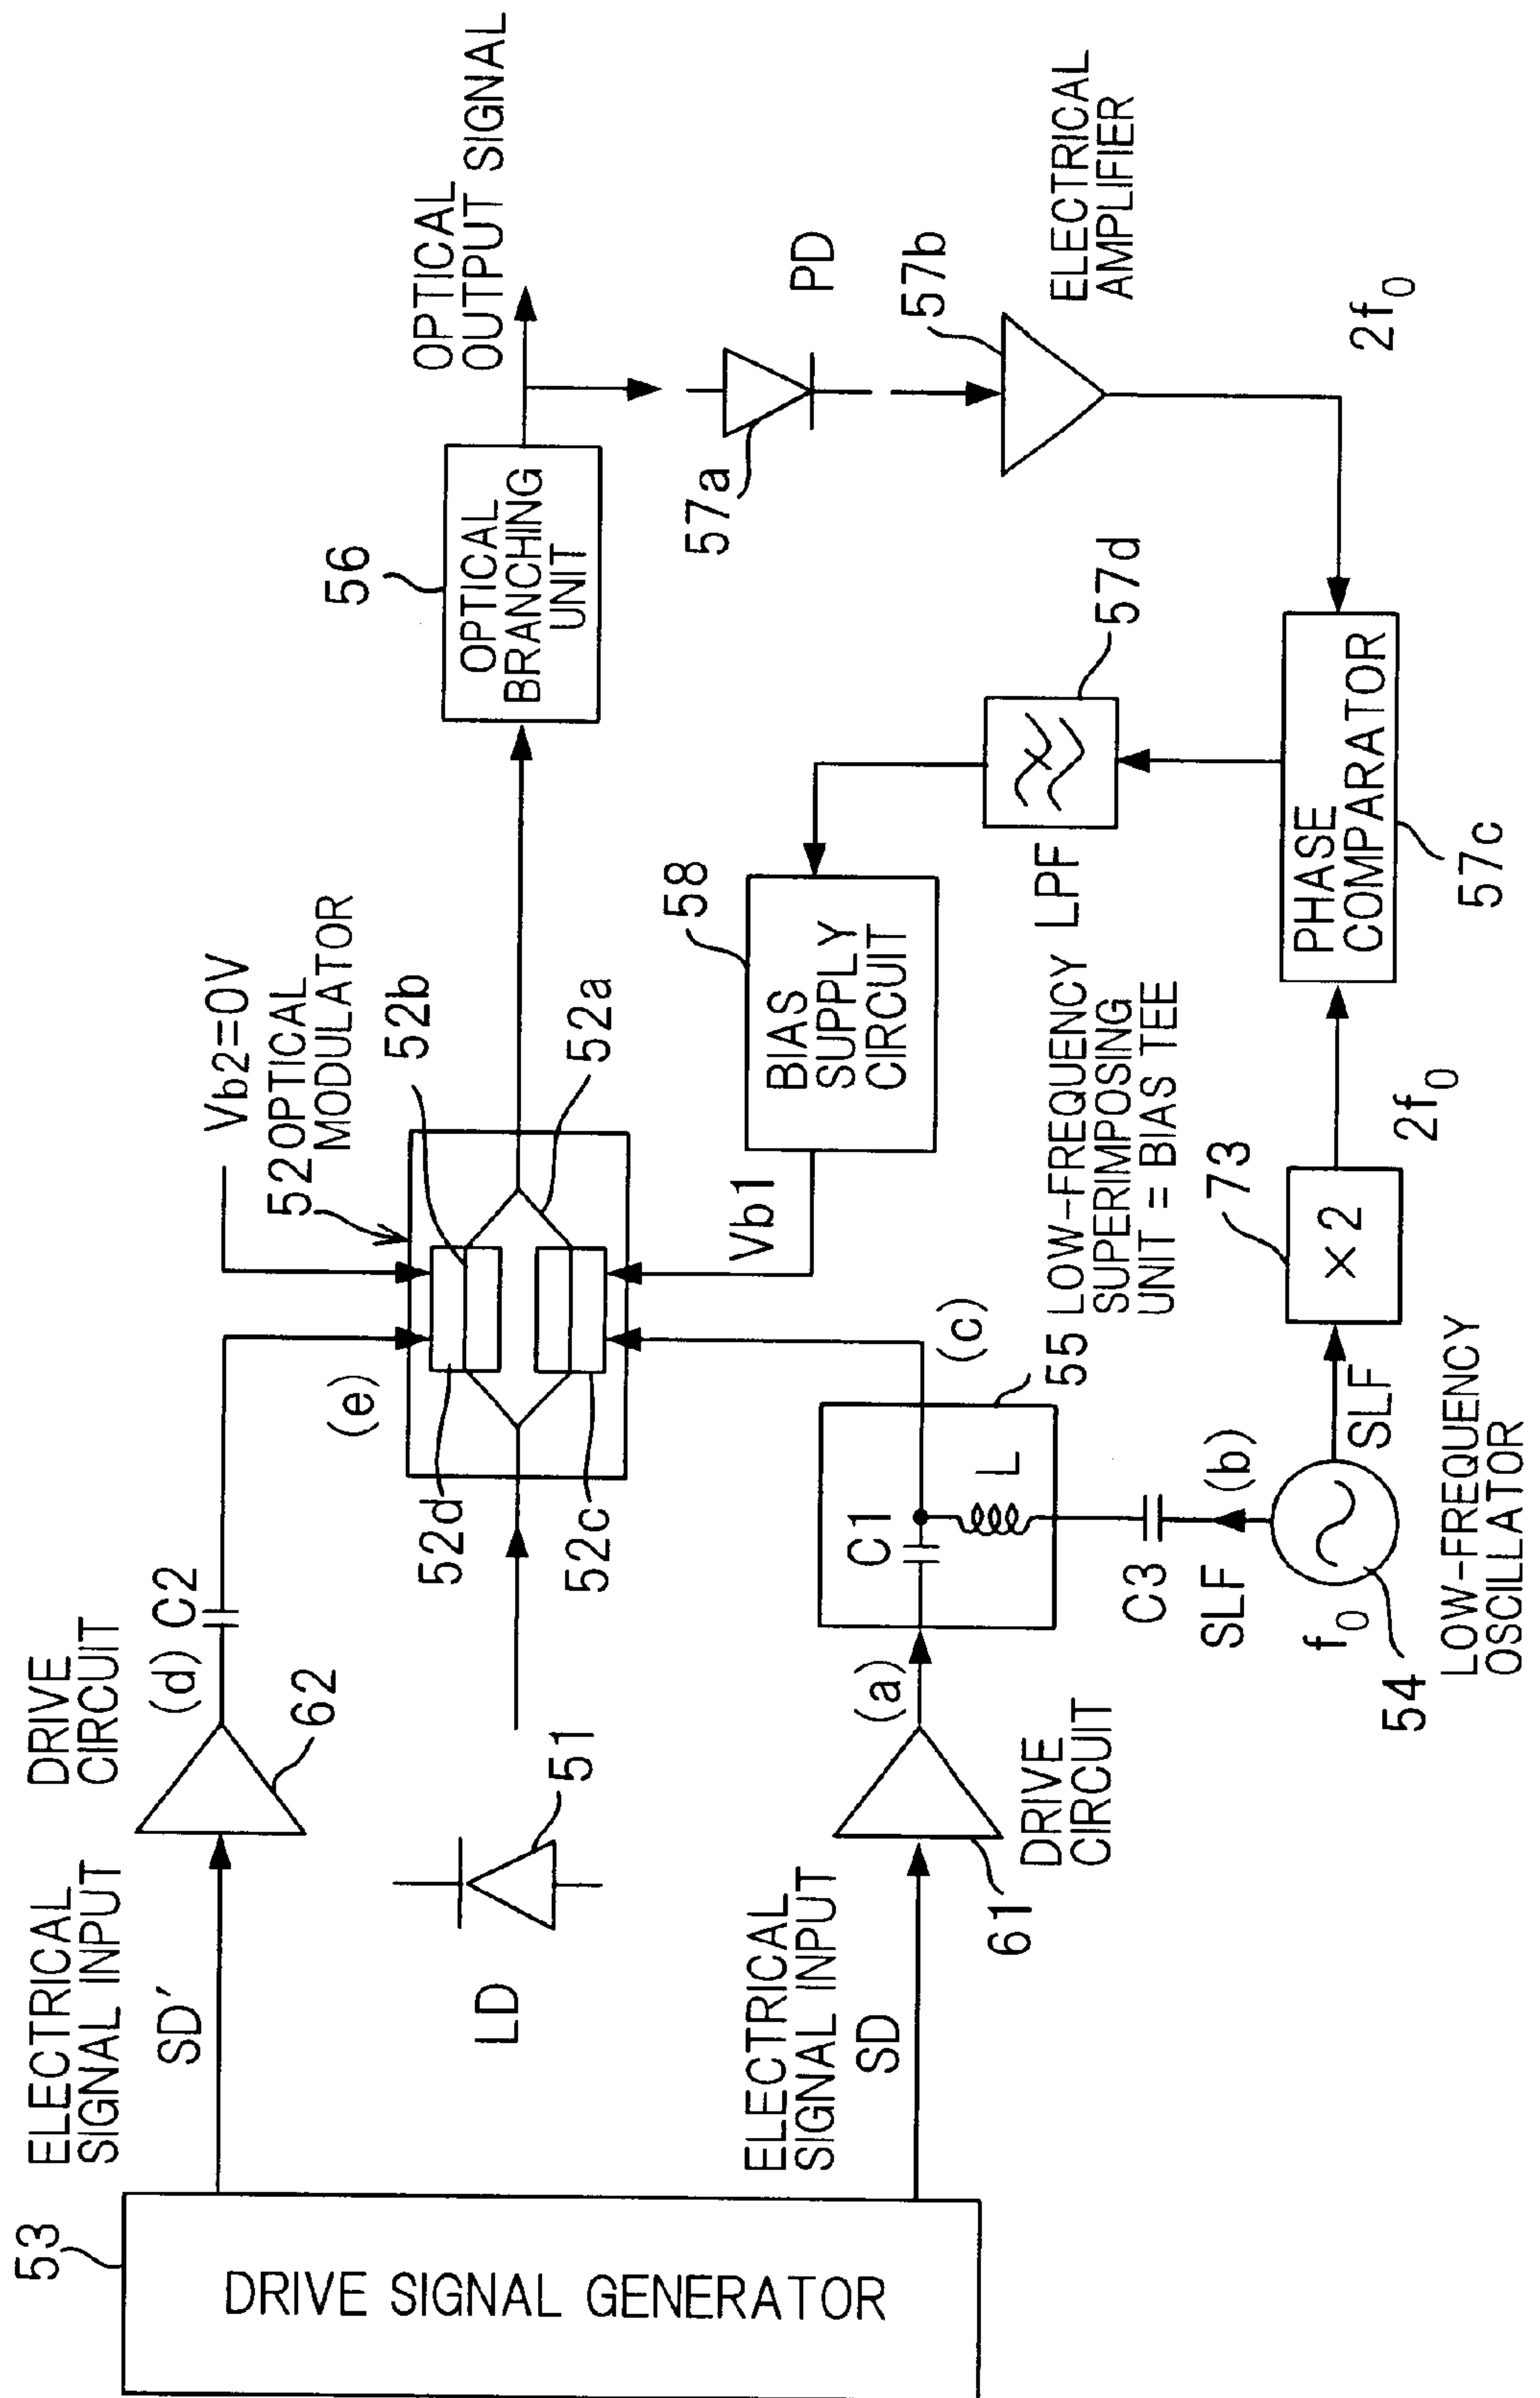 53
DRIVE SIGNAL GENERATOR
ELECTRICAL
SIGNAL INPUT
SD'
DRIVE
CIRCUIT
62
(d)
C2
(e)
Vb2=0V
52 OPTICAL
MODULATOR
52b
52a
52d
52c
LD
51
56
OPTICAL
BRANCHING
UNIT
OPTICAL
OUTPUT SIGNAL
57a
PD
57b
ELECTRICAL
AMPLIFIER
2f0
ELECTRICAL
SIGNAL INPUT
SD
61
DRIVE
CIRCUIT
(a)
C1
L
(c)
55 LOW-FREQUENCY
SUPERIMPOSING
UNIT = BIAS TEE
Vb1
58
BIAS
SUPPLY
CIRCUIT
LPF
57d
C3
SLF
(b)
f0
54
LOW-FREQUENCY
OSCILLATOR
SLF
73
×2
2f0
PHASE
COMPARATOR
57c